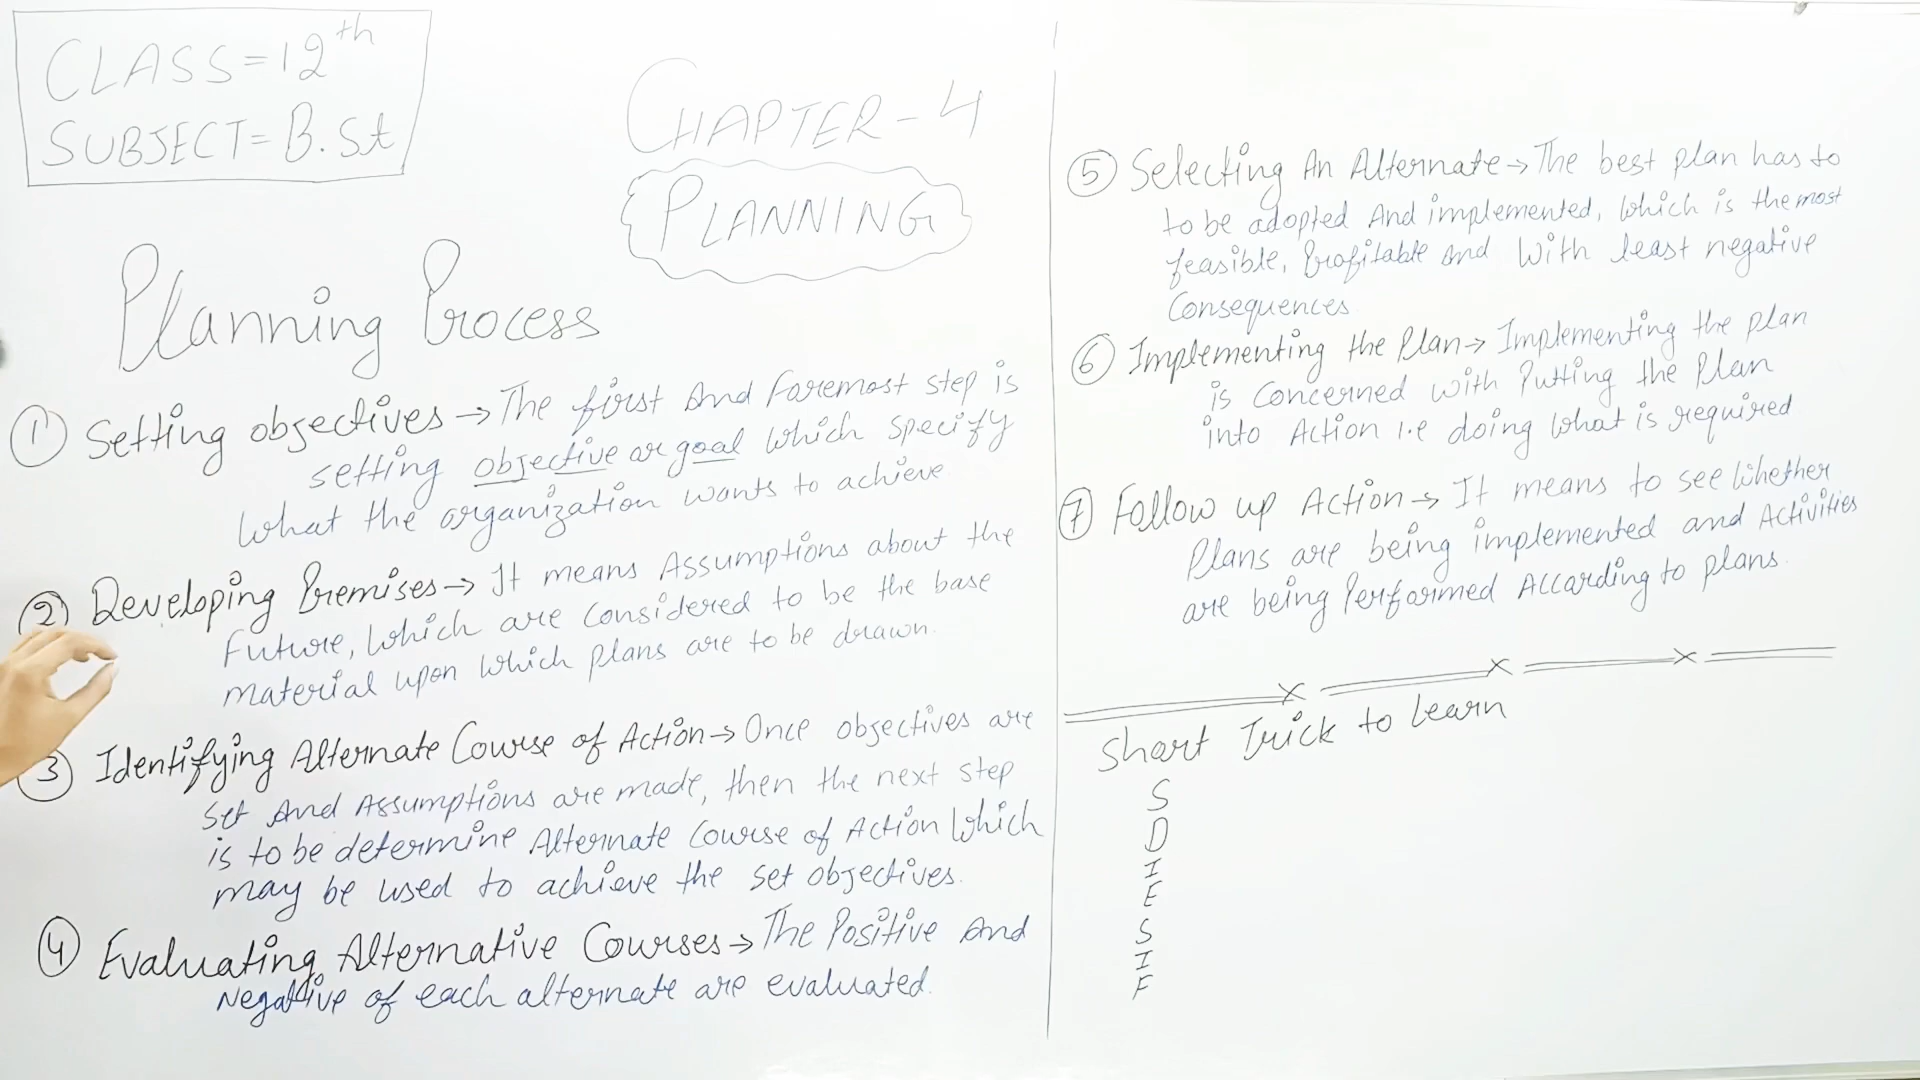 CLASS=12th
SUBJECT=B.St
CHAPTER-4
PLANNING
Planning Process
① Setting objectives → The first And Foremost step is
setting objective or goal which specify
what the organization wants to achieve
② Developing Premises → It means Assumptions about the
Future, which are considered to be the base
material upon which plans are to be drawn.
③ Identifying Alternate Course of Action → Once objectives are
set And Assumptions are made, then the next step
is to be determine Alternate Course of Action which
may be used to achieve the set objectives.
④ Evaluating Alternative Courses → The Positive And
Negative of each alternate are evaluated.
⑤ Selecting An Alternate → The best plan has to
to be adopted And implemented, which is the most
feasible, Profitable And with least negative
Consequences
⑥ Implementing the Plan → Implementing the plan
is Concerned with Putting the Plan
into Action i.e doing what is required
⑦ Follow up Action → It means to see whether
Plans are being implemented and Activities
are being Performed According to plans.
Short Trick to learn
S
D
I
E
S
I
F